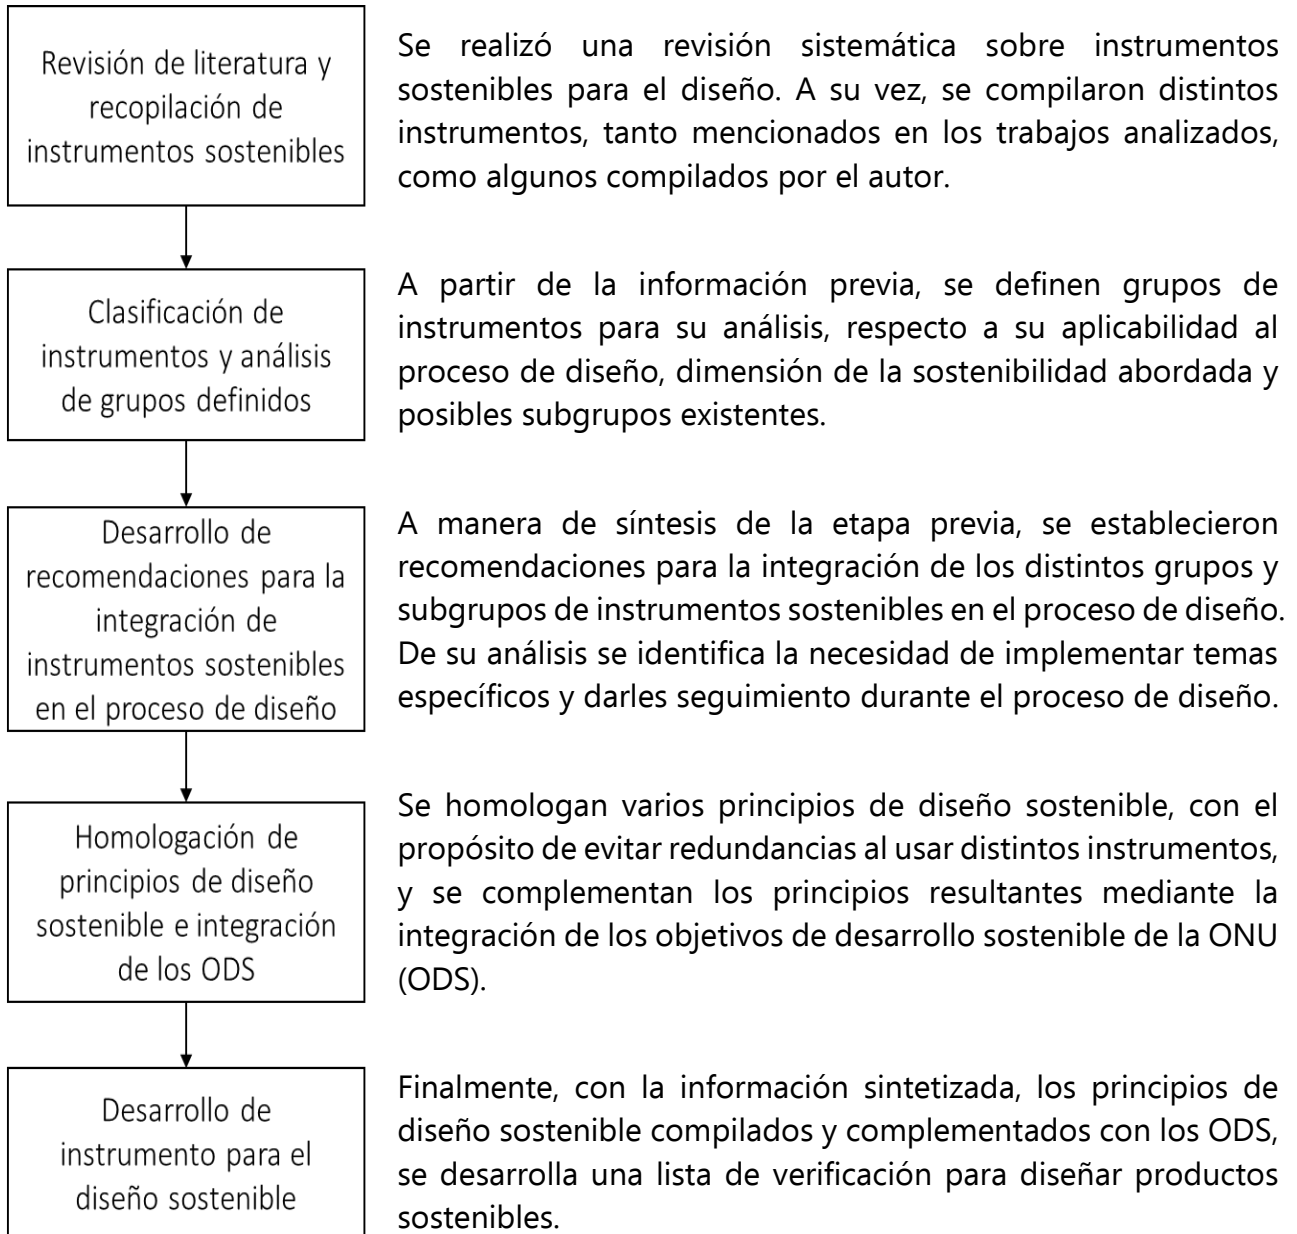 Revisión de literatura y
recopilación de
instrumentos sostenibles
Se realizó una revisión sistemática sobre instrumentos
sostenibles para el diseño. A su vez, se compilaron distintos
instrumentos, tanto mencionados en los trabajos analizados,
como algunos compilados por el autor.
Clasificación de
instrumentos y análisis
de grupos definidos
A partir de la información previa, se definen grupos de
instrumentos para su análisis, respecto a su aplicabilidad al
proceso de diseño, dimensión de la sostenibilidad abordada y
posibles subgrupos existentes.
Desarrollo de
recomendaciones para la
integración de
instrumentos sostenibles
en el proceso de diseño
A manera de síntesis de la etapa previa, se establecieron
recomendaciones para la integración de los distintos grupos y
subgrupos de instrumentos sostenibles en el proceso de diseño.
De su análisis se identifica la necesidad de implementar temas
específicos y darles seguimiento durante el proceso de diseño.
Homologación de
principios de diseño
sostenible e integración
de los ODS
Se homologan varios principios de diseño sostenible, con el
propósito de evitar redundancias al usar distintos instrumentos,
y se complementan los principios resultantes mediante la
integración de los objetivos de desarrollo sostenible de la ONU
(ODS).
Desarrollo de
instrumento para el
diseño sostenible
Finalmente, con la información sintetizada, los principios de
diseño sostenible compilados y complementados con los ODS,
se desarrolla una lista de verificación para diseñar productos
sostenibles.